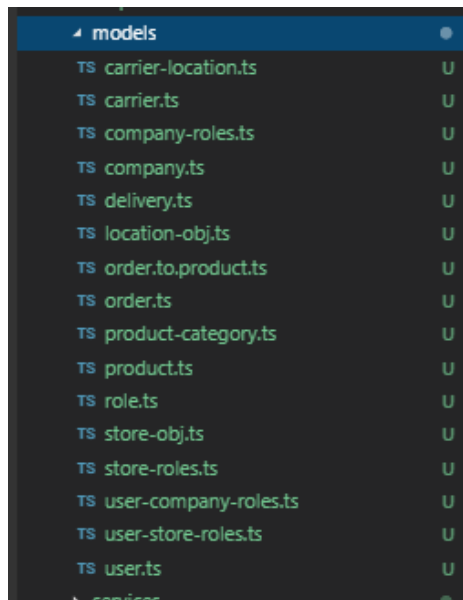 models
TS carrier-location.ts U
TS carrier.ts U
TS company-roles.ts U
TS company.ts U
TS delivery.ts U
TS location-obj.ts U
TS order.to.product.ts U
TS order.ts U
TS product-category.ts U
TS product.ts U
TS role.ts U
TS store-obj.ts U
TS store-roles.ts U
TS user-company-roles.ts U
TS user-store-roles.ts U
TS user.ts U
services